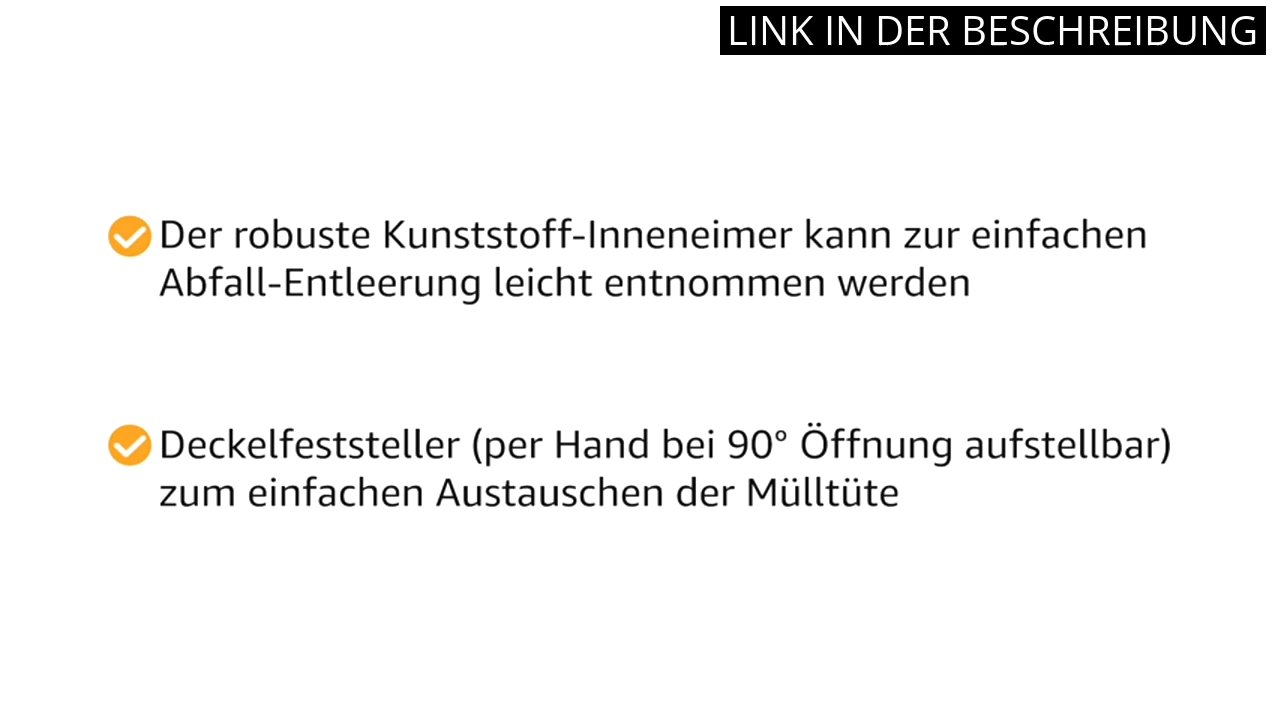 LINK IN DER BESCHREIBUNG
Der robuste Kunststoff-Inneneimer kann zur einfachen
Abfall-Entleerung leicht entnommen werden
Deckelfeststeller (per Hand bei 90° Öffnung aufstellbar)
zum einfachen Austauschen der Mülltüte